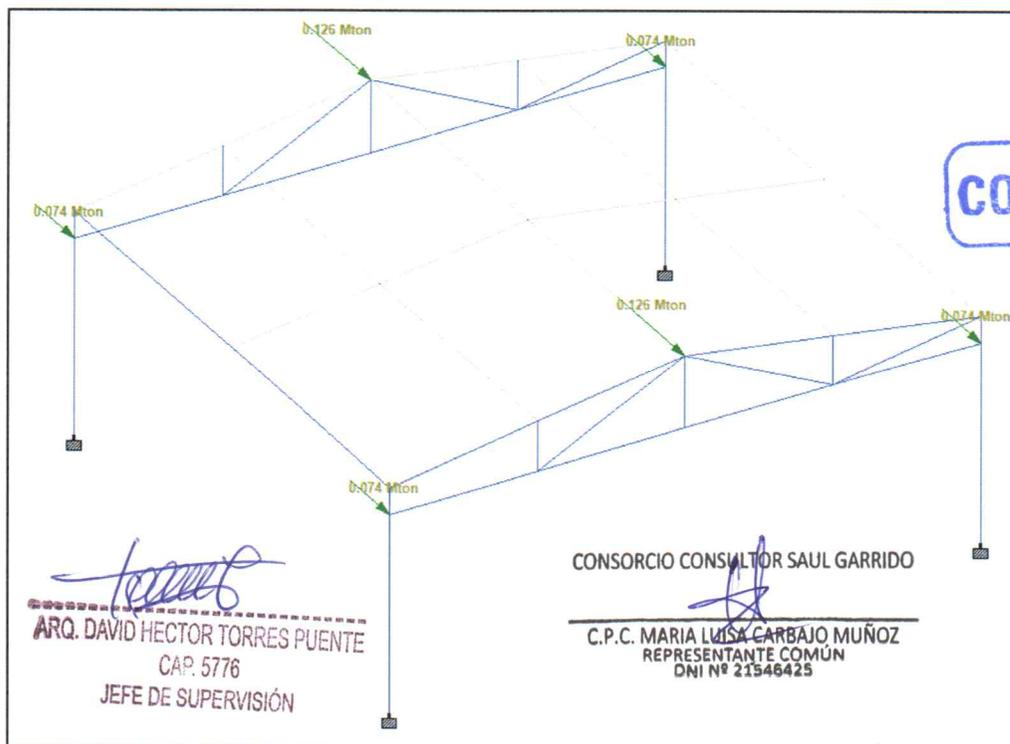 0.126 Mton
0.074 Mton
0.074 Mton
CO
0.126 Mton
0.074 Mton
0.074 Mton
CONSORCIO CONSULTOR SAUL GARRIDO
ARQ. DAVID HECTOR TORRES PUENTE
CAP. 5776
JEFE DE SUPERVISIÓN
C.P.C. MARIA LUISA CARBAJO MUÑOZ
REPRESENTANTE COMÚN
DNI Nº 21546425